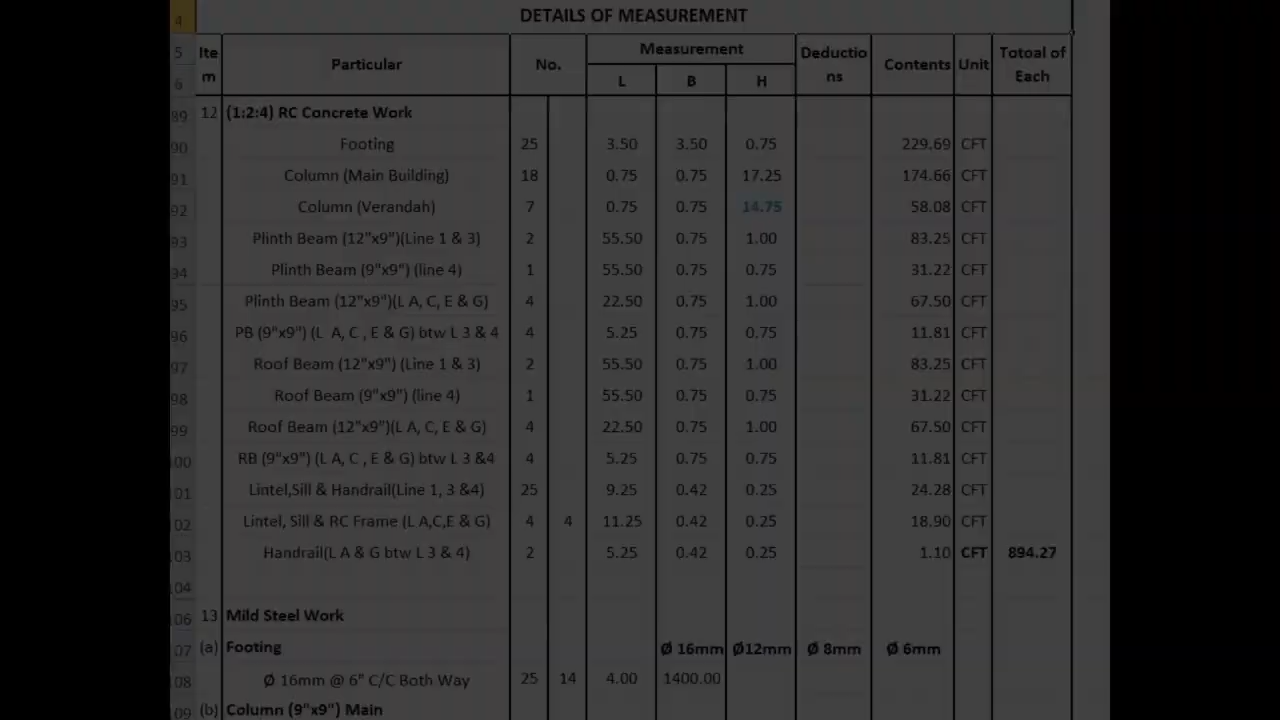 4 DETAILS OF MEASUREMENT
5 Ite m Particular No. Measurement Deductio ns Contents Unit Totoal of Each
6 L B H
89 12 (1:2:4) RC Concrete Work
90 Footing 25 3.50 3.50 0.75 229.69 CFT
91 Column (Main Building) 18 0.75 0.75 17.25 174.66 CFT
92 Column (Verandah) 7 0.75 0.75 14.75 58.08 CFT
93 Plinth Beam (12"x9")(Line 1 & 3) 2 55.50 0.75 1.00 83.25 CFT
94 Plinth Beam (9"x9") (line 4) 1 55.50 0.75 0.75 31.22 CFT
95 Plinth Beam (12"x9")(L A, C, E & G) 4 22.50 0.75 1.00 67.50 CFT
96 PB (9"x9") (L A, C , E & G) btw L 3 & 4 4 5.25 0.75 0.75 11.81 CFT
97 Roof Beam (12"x9") (Line 1 & 3) 2 55.50 0.75 1.00 83.25 CFT
98 Roof Beam (9"x9") (line 4) 1 55.50 0.75 0.75 31.22 CFT
99 Roof Beam (12"x9")(L A, C, E & G) 4 22.50 0.75 1.00 67.50 CFT
00 RB (9"x9") (L A, C , E & G) btw L 3 &4 4 5.25 0.75 0.75 11.81 CFT
01 Lintel,Sill & Handrail(Line 1, 3 &4) 25 9.25 0.42 0.25 24.28 CFT
02 Lintel, Sill & RC Frame (L A,C,E & G) 4 4 11.25 0.42 0.25 18.90 CFT
03 Handrail(L A & G btw L 3 & 4) 2 5.25 0.42 0.25 1.10 CFT 894.27
04
06 13 Mild Steel Work
07 (a) Footing Ø 16mm Ø12mm Ø 8mm Ø 6mm
08 Ø 16mm @ 6" C/C Both Way 25 14 4.00 1400.00
09 (b) Column (9"x9") Main